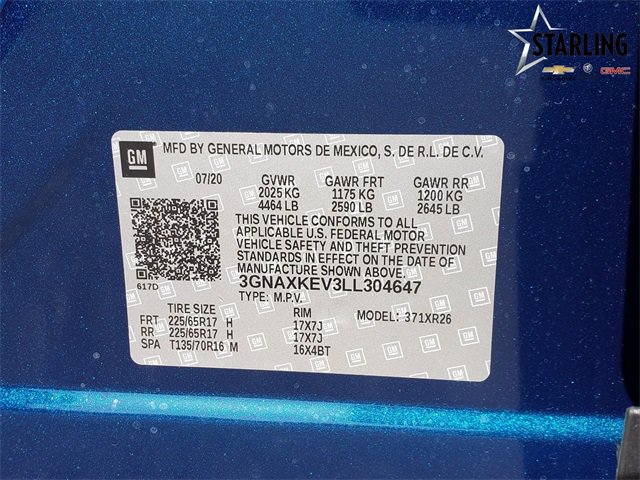 STARLING
GMC
GM
MFD BY GENERAL MOTORS DE MEXICO, S. DE R.L. DE C.V.
07/20 GVWR GAWR FRT GAWR RR
2025 KG 1175 KG 1200 KG
4464 LB 2590 LB 2645 LB
THIS VEHICLE CONFORMS TO ALL
APPLICABLE U.S. FEDERAL MOTOR
VEHICLE SAFETY AND THEFT PREVENTION
STANDARDS IN EFFECT ON THE DATE OF
MANUFACTURE SHOWN ABOVE.
617D 3GNAXKEV3LL304647
TYPE: M.P.V.
TIRE SIZE RIM MODEL: 371XR26
FRT 225/65R17 H 17X7J
RR 225/65R17 H 17X7J
SPA T135/70R16 M 16X4BT